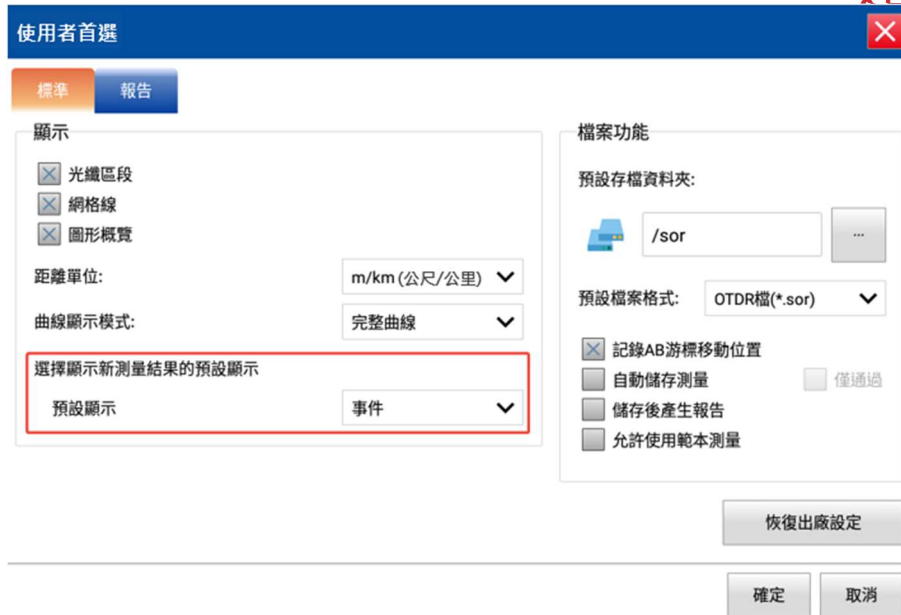 使用者首選
標準
報告
顯示
光纖區段
網格線
圖形概覽
距離單位:
m/km (公尺/公里)
曲線顯示模式:
完整曲線
選擇顯示新測量結果的預設顯示
預設顯示
事件
檔案功能
預設存檔資料夾:
/sor
...
預設檔案格式:
OTDR檔(*.sor)
記錄AB游標移動位置
自動儲存測量
僅通過
儲存後產生報告
允許使用範本測量
恢復出廠設定
確定
取消